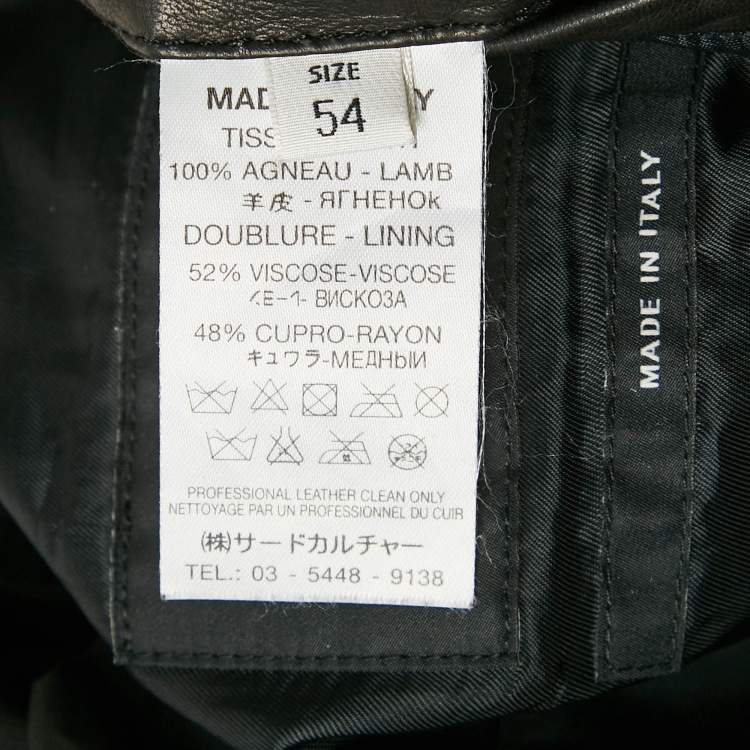 SIZE
54
100% AGNEAU - LAMB
羊皮 - ЯГНЕНОК
DOUBLURE - LINING
52% VISCOSE-VISCOSE
ВИСКОЗА
48% CUPRO-RAYON
キュワラ-МЕДНЫЙ
PROFESSIONAL LEATHER CLEAN ONLY
NETTOYAGE PAR UN PROFESSIONNEL DU CUIR
(株)サードカルチャー
TEL.: 03 - 5448 - 9138
MADE IN ITALY